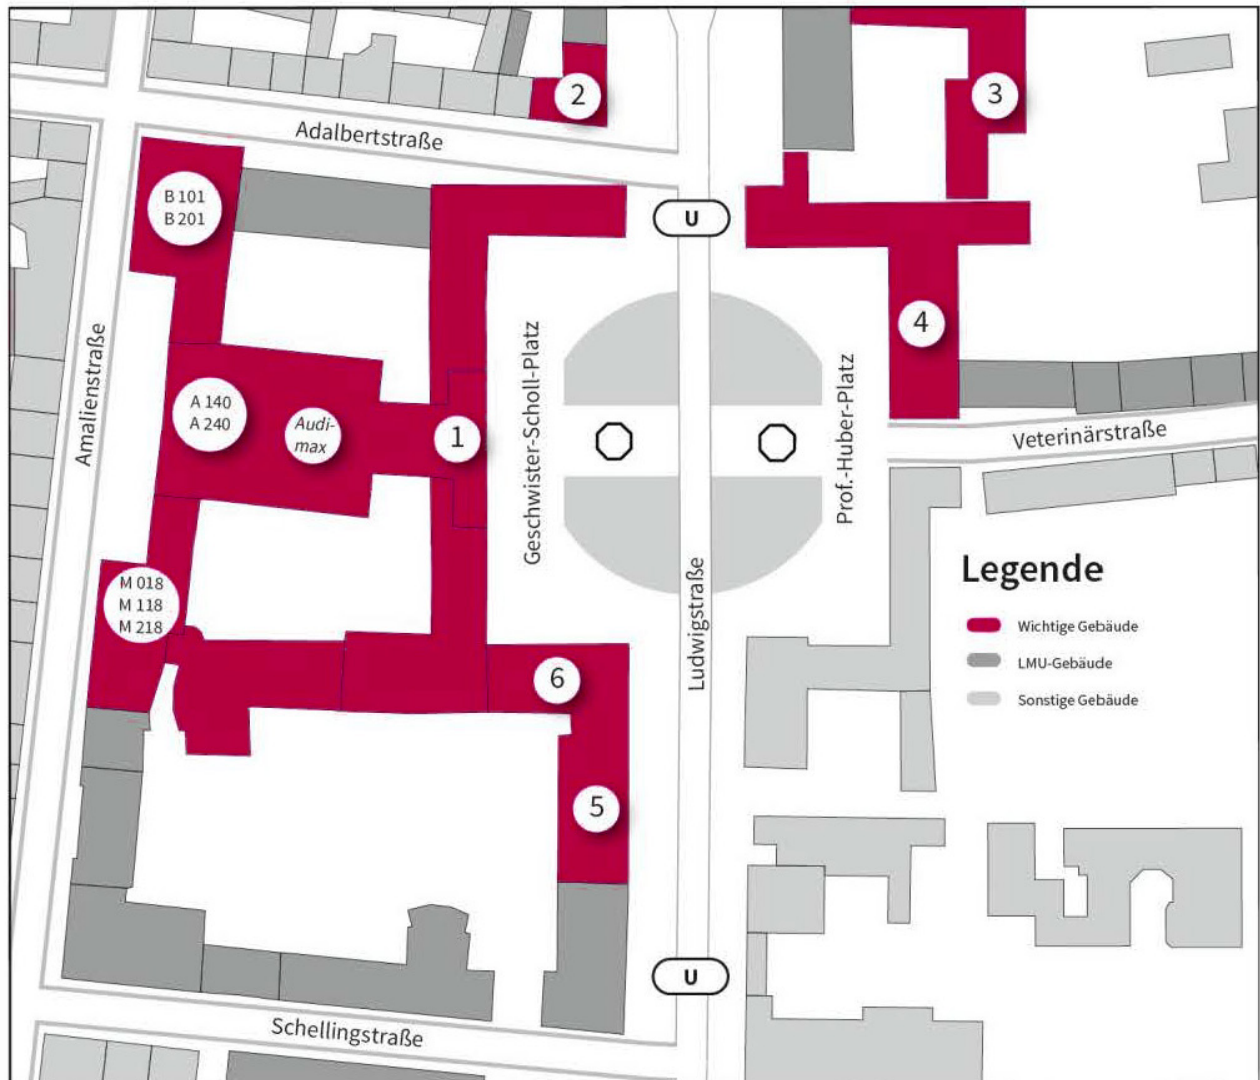 2
3
Adalbertstraße
B 101
B 201
U
4
Amalienstraße
Geschwister-Scholl-Platz
Prof.-Huber-Platz
A 140
A 240
Audi-
max
1
Veterinärstraße
Ludwigstraße
Legende
Wichtige Gebäude
LMU-Gebäude
Sonstige Gebäude
M 018
M 118
M 218
6
5
U
Schellingstraße